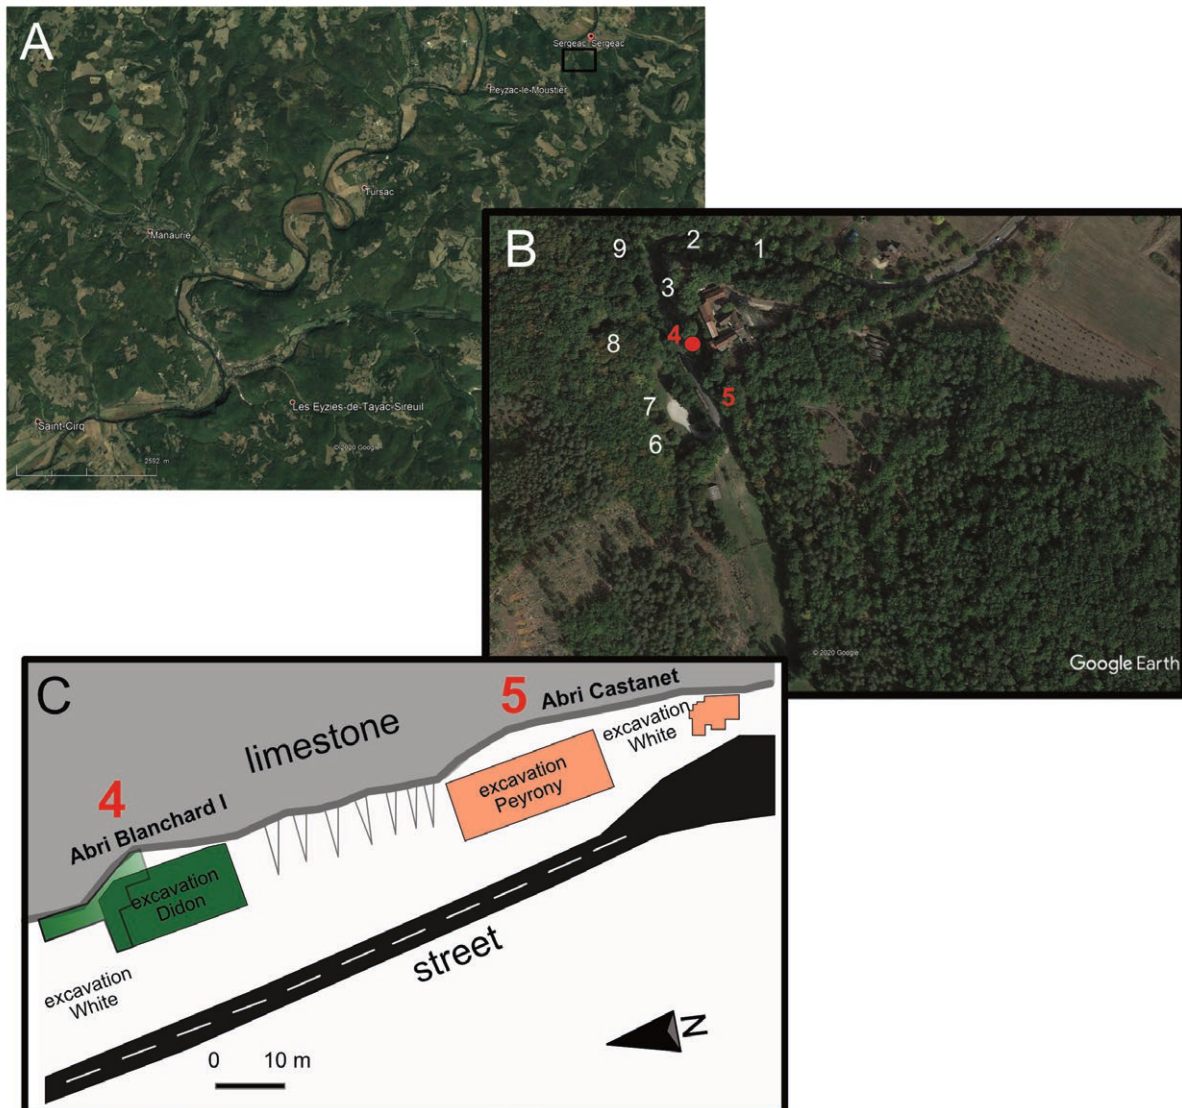 A
Sergeac Sergeac
Peyzac-le-Moustier
Tursac
Manaurie
Les Eyzies-de-Tayac-Sireuil
Saint-Cirq
© 2020 Google
2592 m
B
9
2
1
3
4
8
5
7
6
© 2020 Google
Google Earth
C
5
Abri Castanet
limestone
excavation
White
4
excavation
Peyrony
Abri Blanchard I
excavation
Didon
street
excavation
White
N
0
10 m